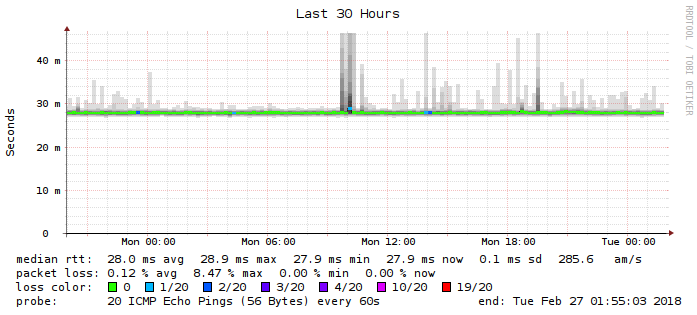 Last 30 Hours
RRDTOOL / TOBI OETIKER
Seconds
40 m
30 m
20 m
10 m
0
Mon 00:00 Mon 06:00 Mon 12:00 Mon 18:00 Tue 00:00
median rtt: 28.0 ms avg 28.9 ms max 27.9 ms min 27.9 ms now 0.1 ms sd 285.6 am/s
packet loss: 0.12 % avg 8.47 % max 0.00 % min 0.00 % now
loss color: 0 1/20 2/20 3/20 4/20 10/20 19/20
probe: 20 ICMP Echo Pings (56 Bytes) every 60s end: Tue Feb 27 01:55:03 2018